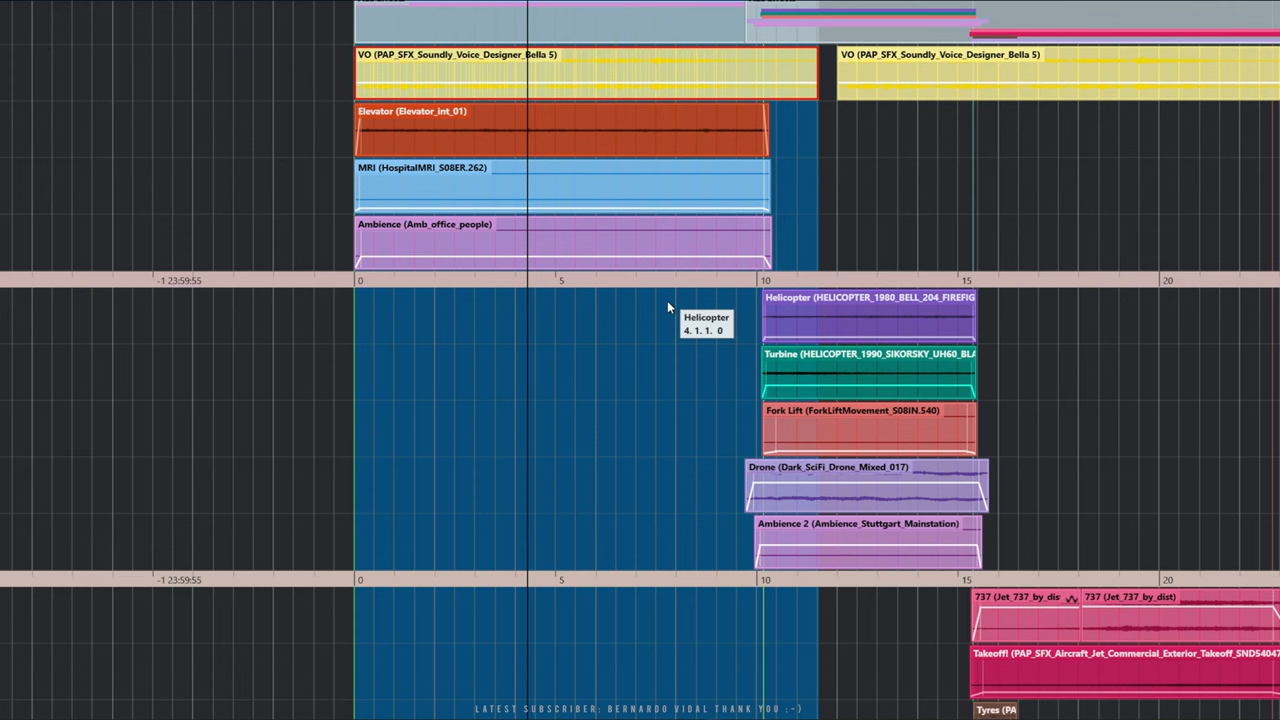 VO (PAP_SFX_Soundly_Voice_Designer_Bella 5) VO (PAP_SFX_Soundly_Voice_Designer_Bella 5)
Elevator (Elevator_int_01)
MRI (HospitalMRI_S08ER.262)
Ambience (Amb_office_people)
-1 23:59:55 0 5 10 15 20
Helicopter (HELICOPTER_1980_BELL_204_FIREFIG
Helicopter
4. 1. 1. 0
Turbine (HELICOPTER_1990_SIKORSKY_UH60_BLA
Fork Lift (ForkLiftMovement_S08IN.540)
Drone (Dark_SciFi_Drone_Mixed_017)
Ambience 2 (Ambience_Stuttgart_Mainstation)
-1 23:59:55 0 5 10 15 20
737 (Jet_737_by_dis 737 (Jet_737_by_dist)
Takeoff! (PAP_SFX_Aircraft_Jet_Commercial_Exterior_Takeoff_SND54047
Tyres (PA
LATEST SUBSCRIBER: BERNARDO VIDAL THANK YOU :-)